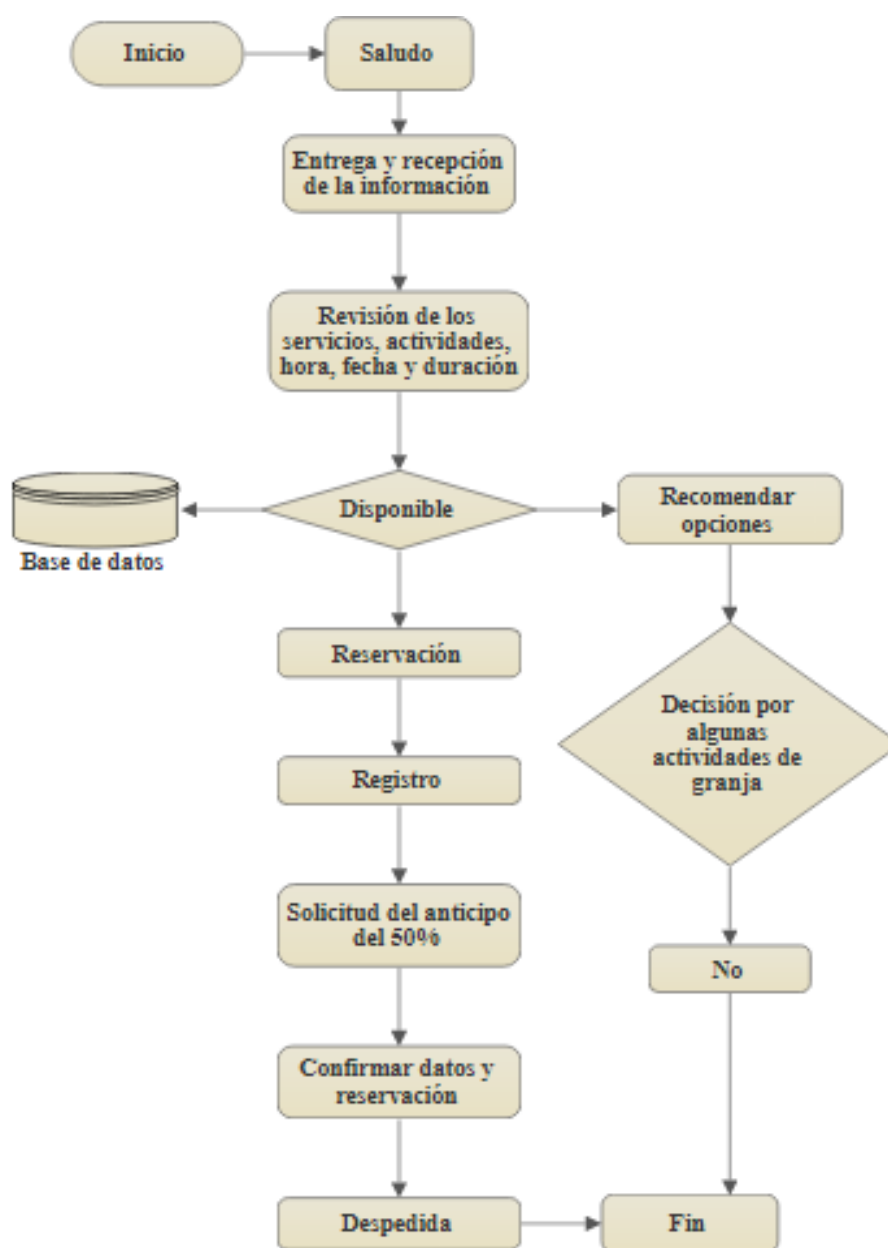 Inicio
Saludo
Entrega y recepción
de la información
Revisión de los
servicios, actividades,
hora, fecha y duración
Disponible
Base de datos
Recomendar
opciones
Reservación
Decisión por
algunas
actividades de
granja
Registro
Solicitud del anticipo
del 50%
No
Confirmar datos y
reservación
Despedida
Fin